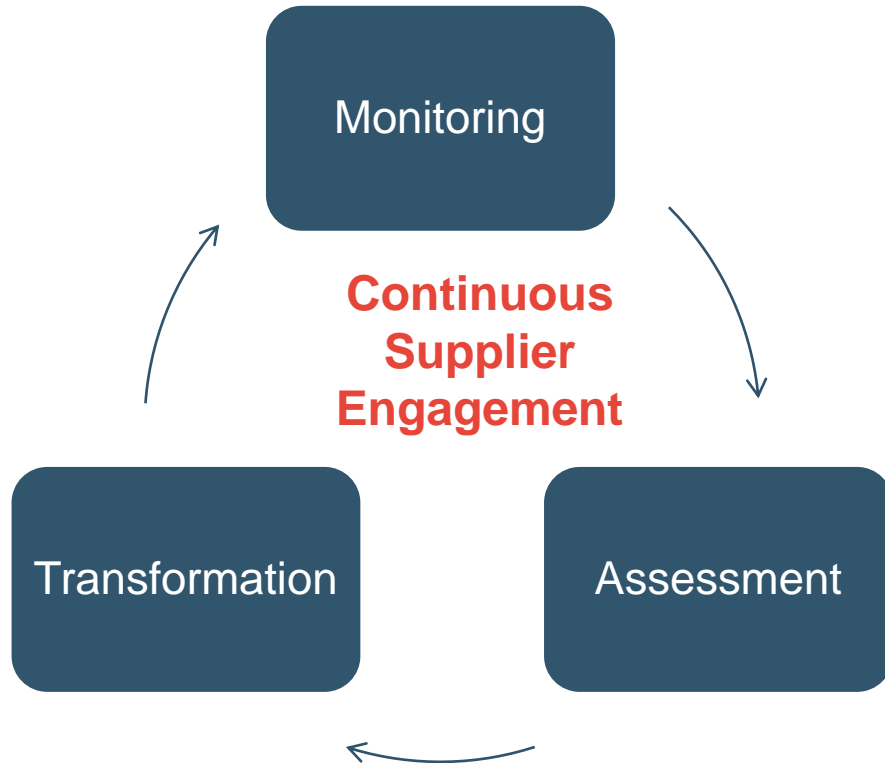 Monitoring
Continuous
Supplier
Engagement
Transformation
Assessment